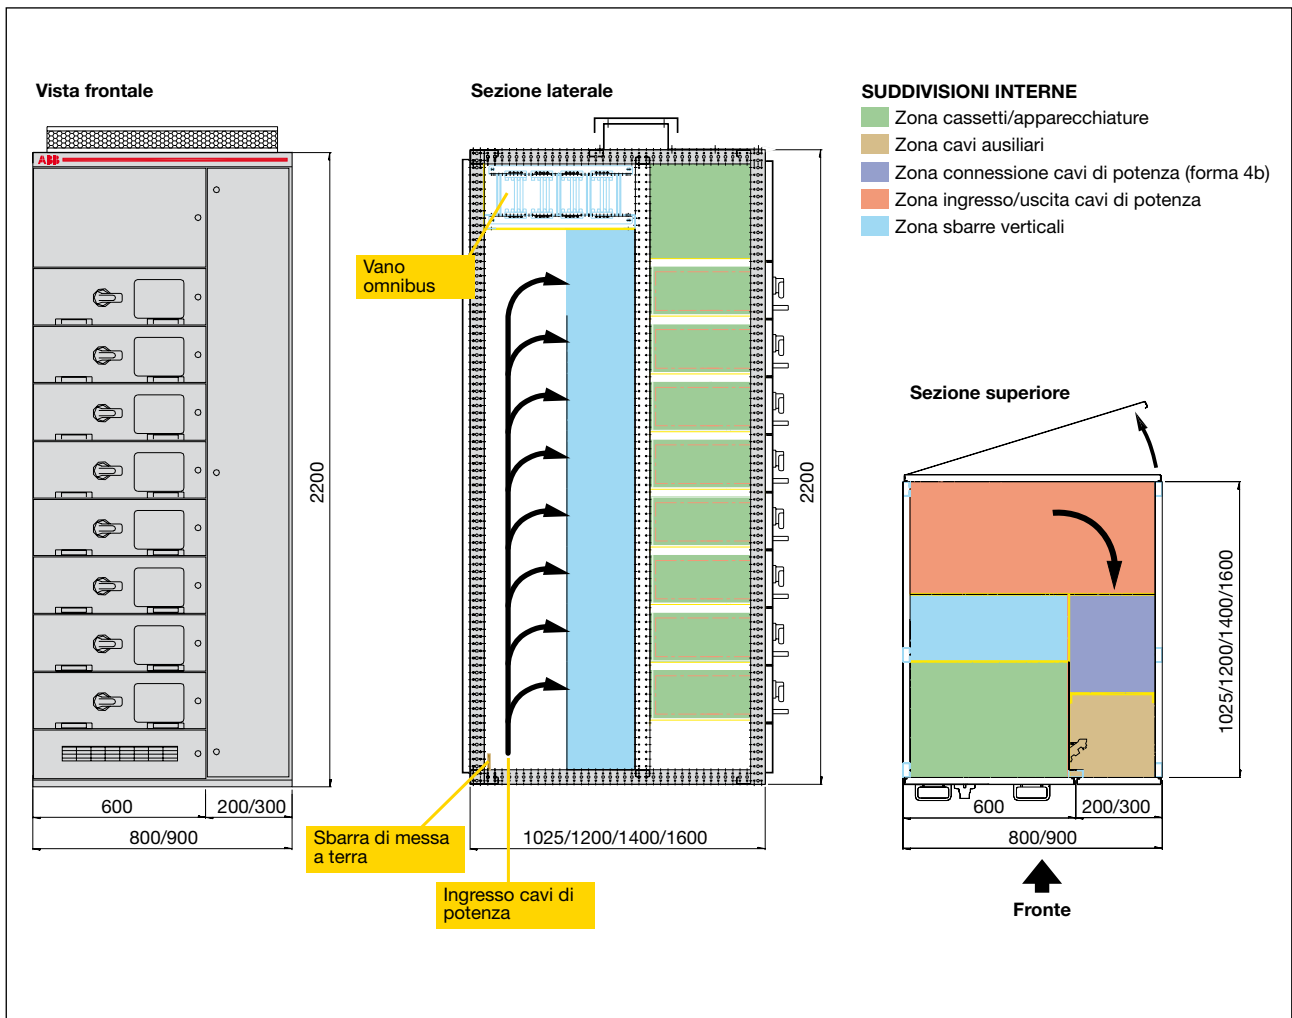 Vista frontale
Sezione laterale
SUDDIVISIONI INTERNE
Zona cassetti/apparecchiature
Zona cavi ausiliari
Zona connessione cavi di potenza (forma 4b)
Zona ingresso/uscita cavi di potenza
Zona sbarre verticali
ABB
Vano
omnibus
2200
2200
Sezione superiore
1025/1200/1400/1600
600
200/300
800/900
Sbarra di messa
a terra
1025/1200/1400/1600
Ingresso cavi di
potenza
600
200/300
800/900
Fronte